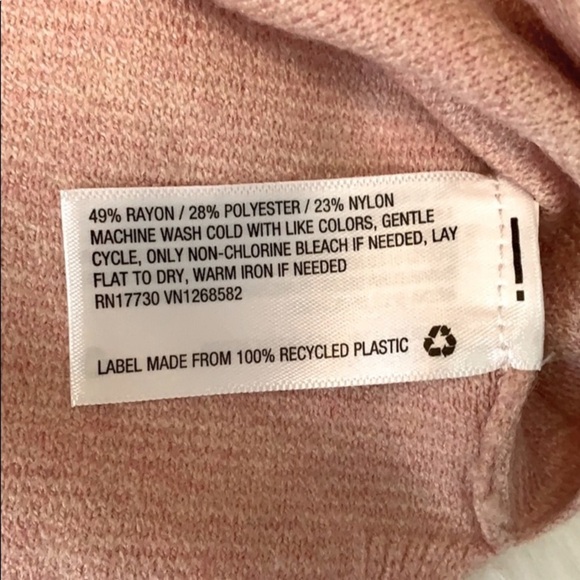 49% RAYON / 28% POLYESTER / 23% NYLON
MACHINE WASH COLD WITH LIKE COLORS, GENTLE
CYCLE, ONLY NON-CHLORINE BLEACH IF NEEDED, LAY
FLAT TO DRY, WARM IRON IF NEEDED
RN17730 VN1268582
LABEL MADE FROM 100% RECYCLED PLASTIC